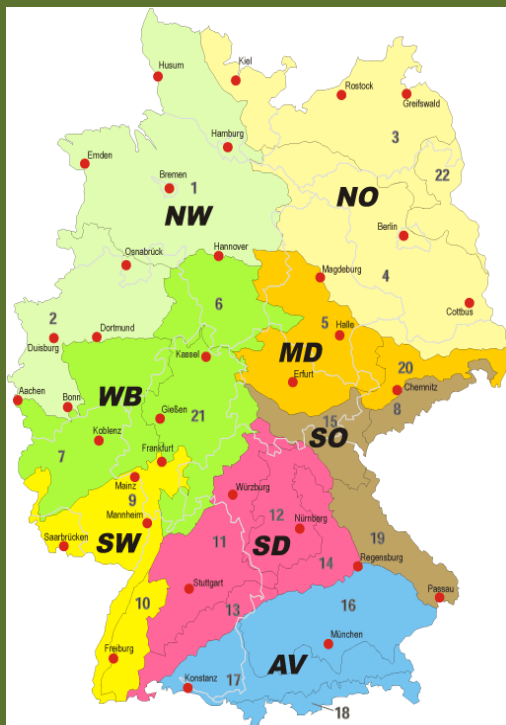 Husum
Kiel
Rostock
Greifswald
Hamburg
3
Emden
22
Bremen
1
NO
NW
Berlin
Osnabrück
Hannover
Magdeburg
4
6
Cottbus
2
5
Halle
Dortmund
Duisburg
MD
Kassel
20
Erfurt
Chemnitz
Aachen
WB
Bonn
8
Gießen
15
SO
Koblenz
7
Frankfurt
Mainz
Würzburg
9
12
Mannheim
Nürnberg
19
Saarbrücken
SW
11
SD
14
Regensburg
Stuttgart
Passau
10
13
16
München
Freiburg
AV
17
Konstanz
18